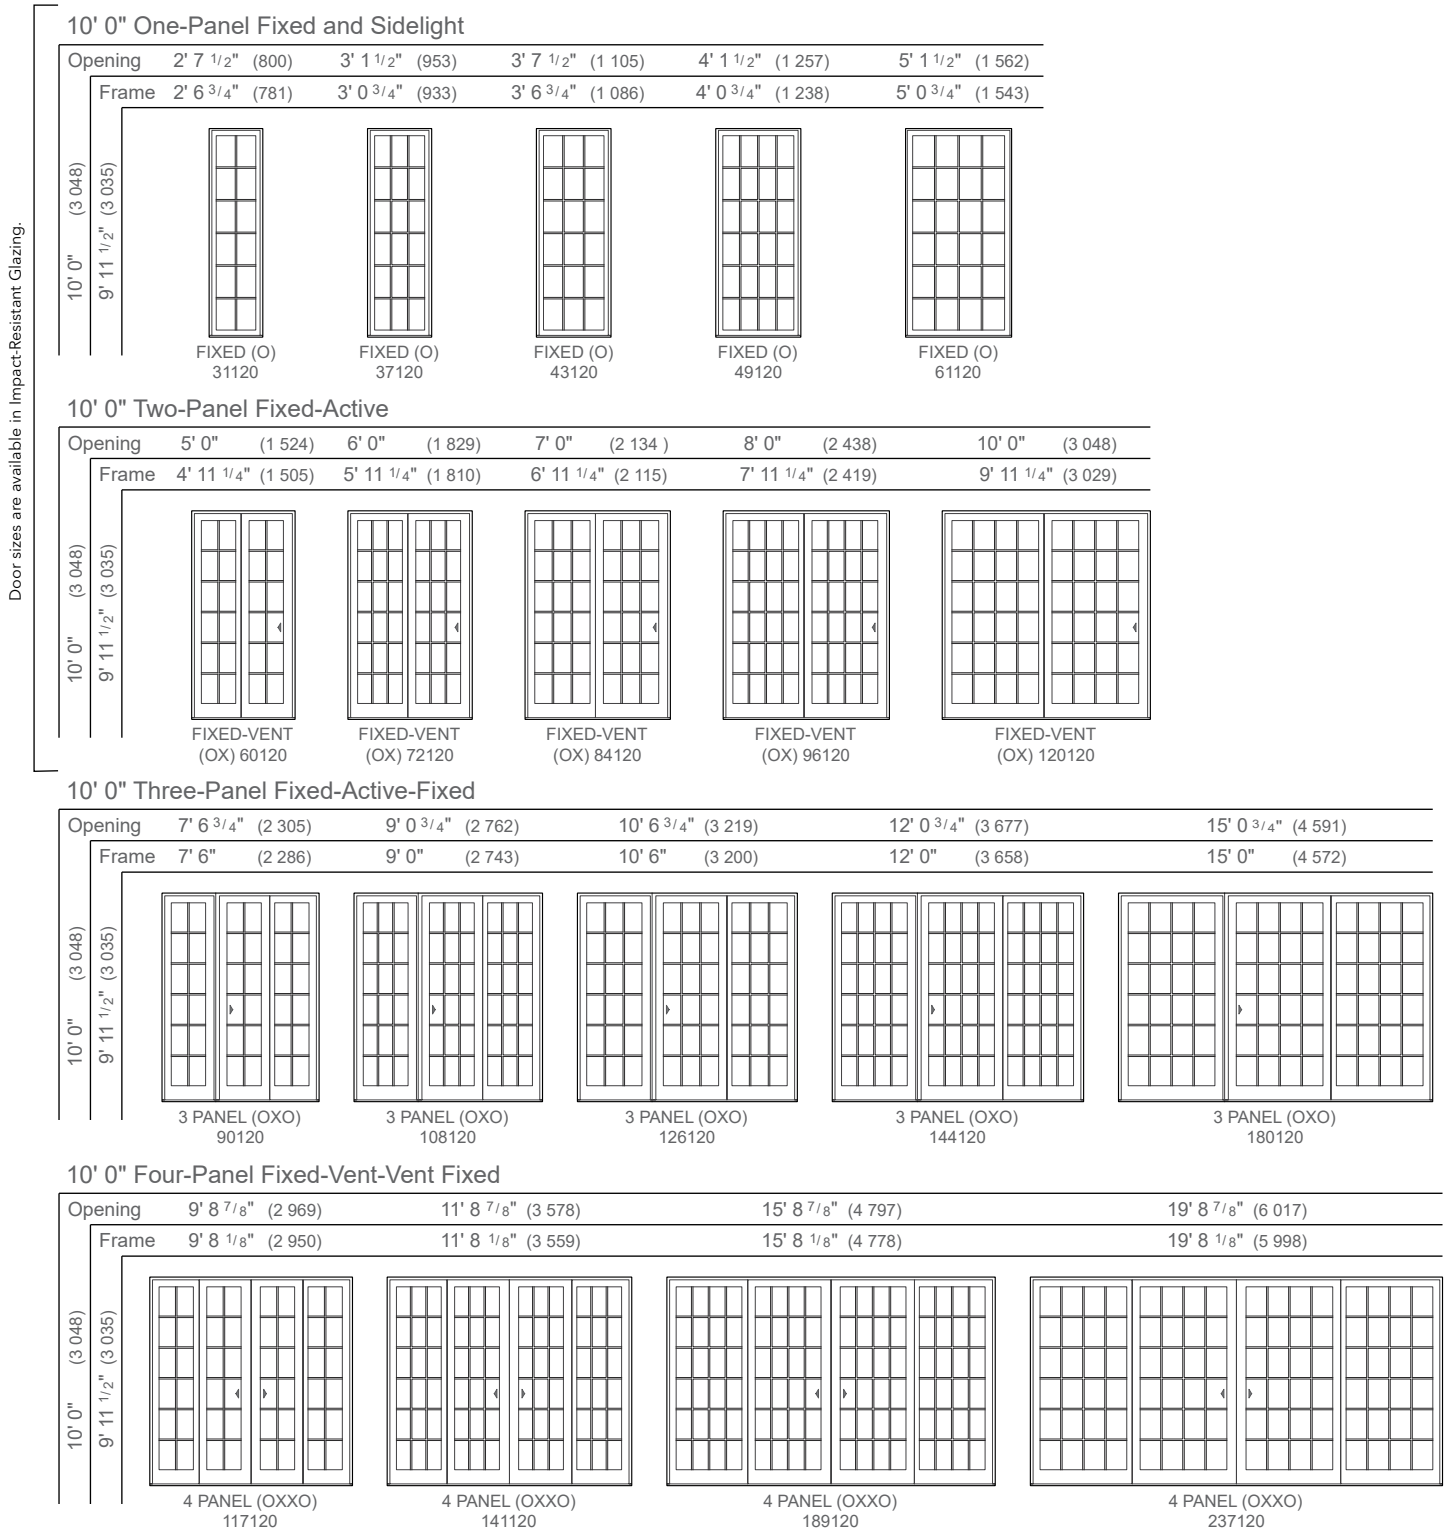 Door sizes are available in Impact-Resistant Glazing.
10' 0" One-Panel Fixed and Sidelight
Opening 2' 7 1/2" (800) 3' 1 1/2" (953) 3' 7 1/2" (1 105) 4' 1 1/2" (1 257) 5' 1 1/2" (1 562)
Frame 2' 6 3/4" (781) 3' 0 3/4" (933) 3' 6 3/4" (1 086) 4' 0 3/4" (1 238) 5' 0 3/4" (1 543)
10' 0" (3 048)
9' 11 1/2" (3 035)
FIXED (O) FIXED (O) FIXED (O) FIXED (O) FIXED (O)
31120 37120 43120 49120 61120
10' 0" Two-Panel Fixed-Active
Opening 5' 0" (1 524) 6' 0" (1 829) 7' 0" (2 134 ) 8' 0" (2 438) 10' 0" (3 048)
Frame 4' 11 1/4" (1 505) 5' 11 1/4" (1 810) 6' 11 1/4" (2 115) 7' 11 1/4" (2 419) 9' 11 1/4" (3 029)
10' 0" (3 048)
9' 11 1/2" (3 035)
FIXED-VENT FIXED-VENT FIXED-VENT FIXED-VENT FIXED-VENT
(OX) 60120 (OX) 72120 (OX) 84120 (OX) 96120 (OX) 120120
10' 0" Three-Panel Fixed-Active-Fixed
Opening 7' 6 3/4" (2 305) 9' 0 3/4" (2 762) 10' 6 3/4" (3 219) 12' 0 3/4" (3 677) 15' 0 3/4" (4 591)
Frame 7' 6" (2 286) 9' 0" (2 743) 10' 6" (3 200) 12' 0" (3 658) 15' 0" (4 572)
10' 0" (3 048)
9' 11 1/2" (3 035)
3 PANEL (OXO) 3 PANEL (OXO) 3 PANEL (OXO) 3 PANEL (OXO) 3 PANEL (OXO)
90120 108120 126120 144120 180120
10' 0" Four-Panel Fixed-Vent-Vent Fixed
Opening 9' 8 7/8" (2 969) 11' 8 7/8" (3 578) 15' 8 7/8" (4 797) 19' 8 7/8" (6 017)
Frame 9' 8 1/8" (2 950) 11' 8 1/8" (3 559) 15' 8 1/8" (4 778) 19' 8 1/8" (5 998)
10' 0" (3 048)
9' 11 1/2" (3 035)
4 PANEL (OXXO) 4 PANEL (OXXO) 4 PANEL (OXXO) 4 PANEL (OXXO)
117120 141120 189120 237120